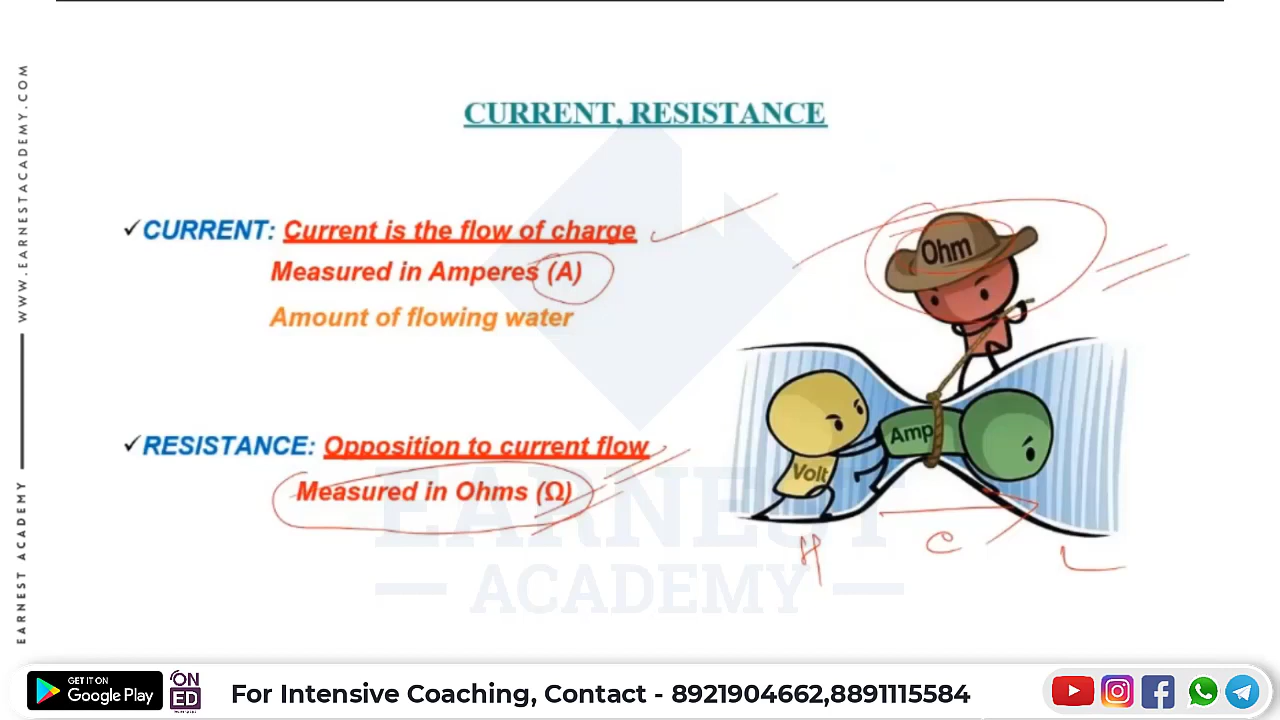 WWW.EARNESTACADEMY.COM
EARNEST ACADEMY
CURRENT, RESISTANCE
✓CURRENT: Current is the flow of charge
Measured in Amperes (A)
Amount of flowing water
Ohm
Amp
Volt
✓RESISTANCE: Opposition to current flow
Measured in Ohms (Ω)
H
C
L
EARNEST
ACADEMY
GET IT ON
Google Play
ON
ED
For Intensive Coaching, Contact - 8921904662,8891115584